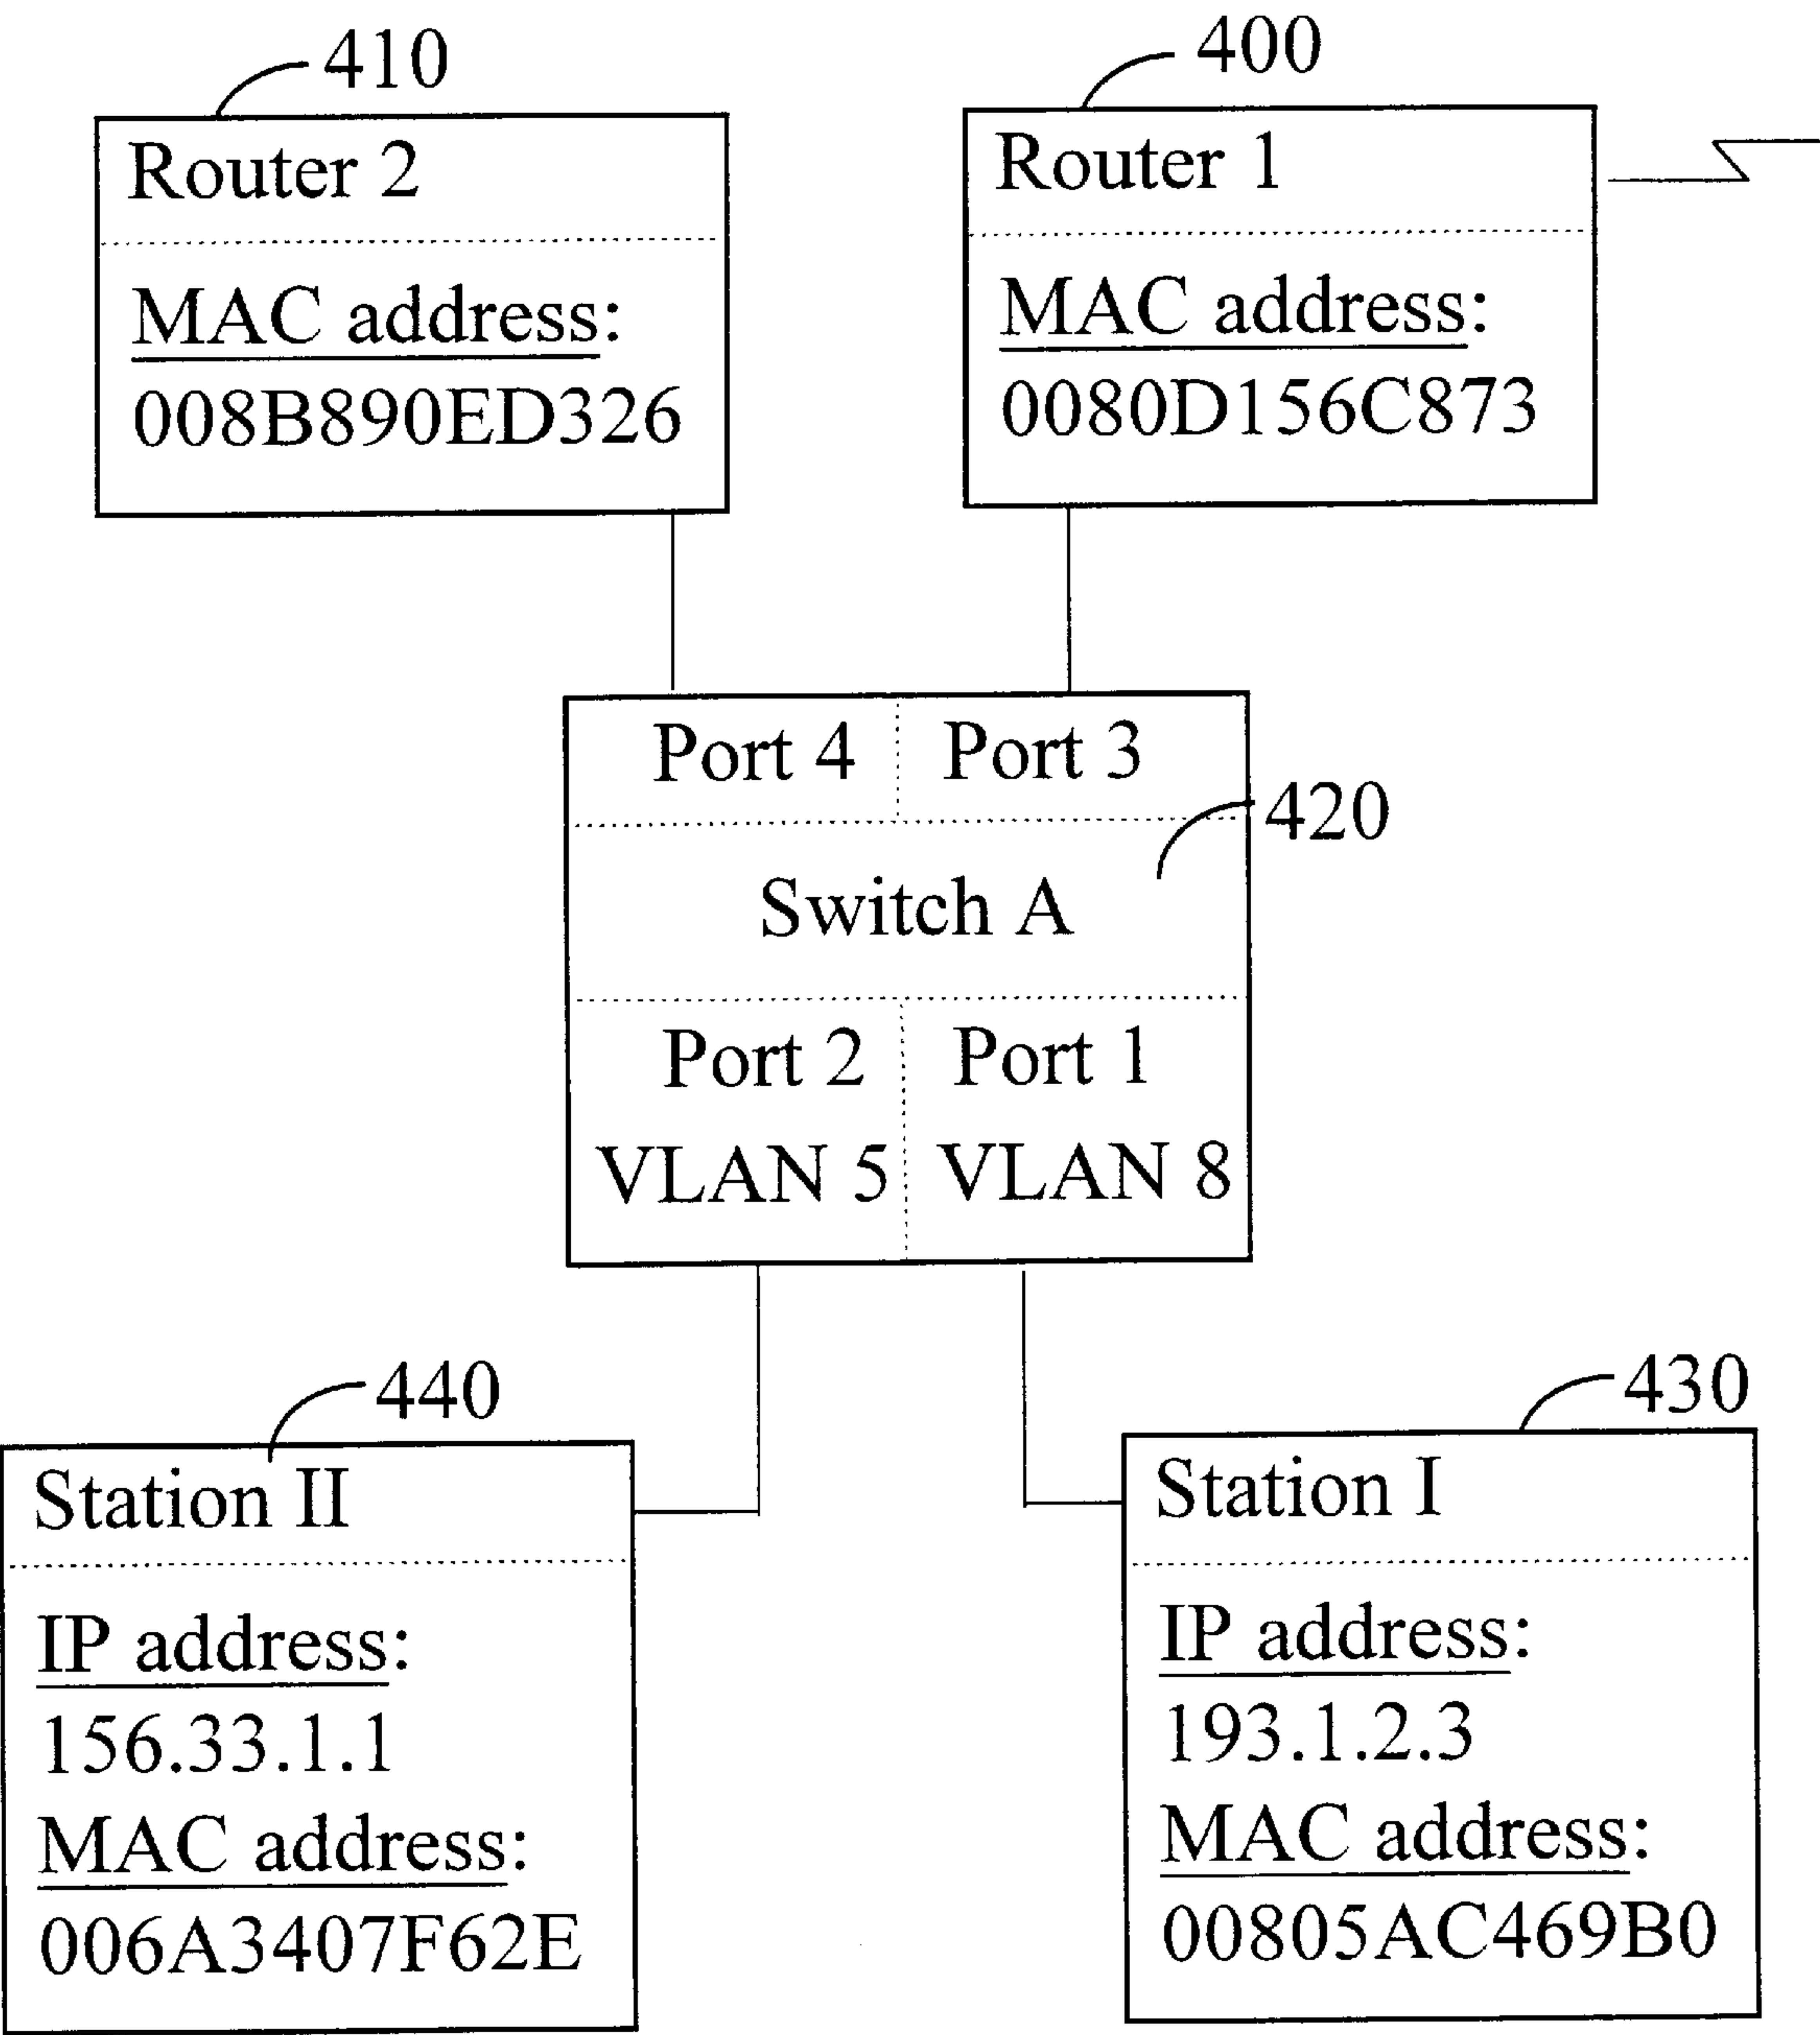 410
Router 2
MAC address:
008B890ED326
400
Router 1
MAC address:
0080D156C873
Port 4
Port 3
420
Switch A
Port 2
VLAN 5
Port 1
VLAN 8
440
Station II
IP address:
156.33.1.1
MAC address:
006A3407F62E
430
Station I
IP address:
193.1.2.3
MAC address:
00805AC469B0